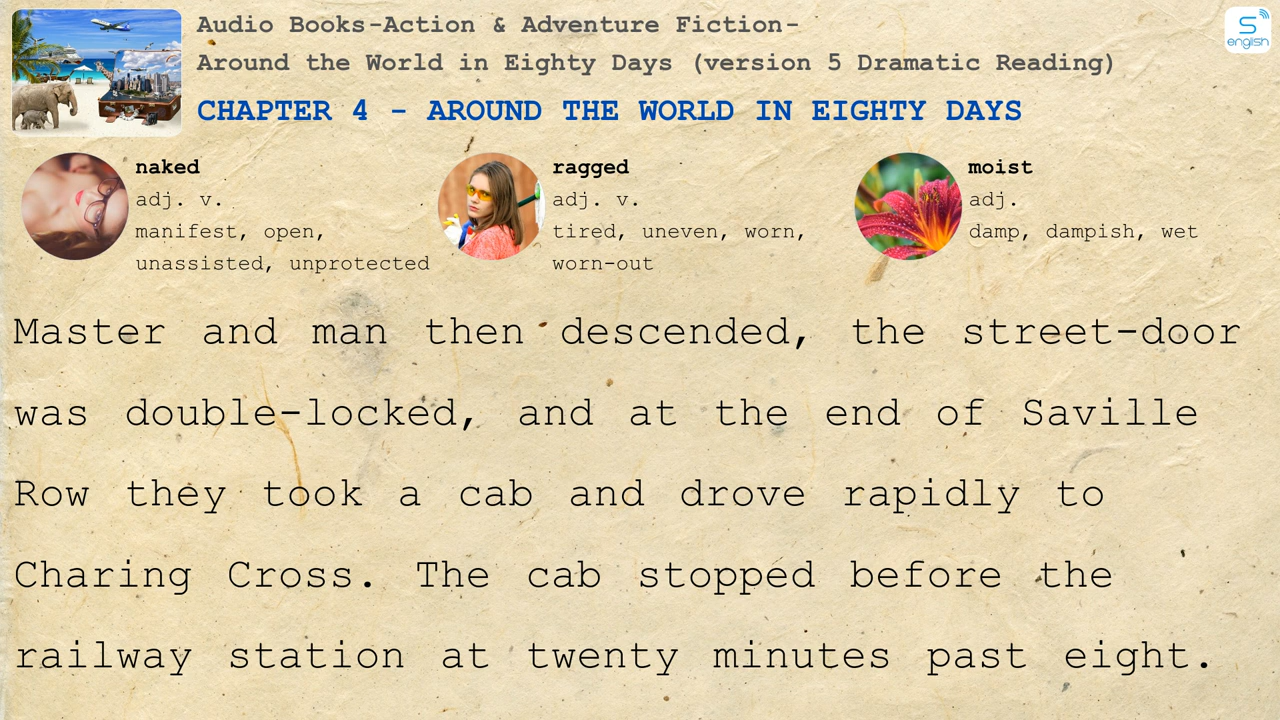 Audio Books-Action & Adventure Fiction-
Around the World in Eighty Days (version 5 Dramatic Reading)
CHAPTER 4 - AROUND THE WORLD IN EIGHTY DAYS
S
english
naked
adj. v.
manifest, open,
unassisted, unprotected
ragged
adj. v.
tired, uneven, worn,
worn-out
moist
adj.
damp, dampish, wet
Master and man then descended, the street-door
was double-locked, and at the end of Saville
Row they took a cab and drove rapidly to
Charing Cross. The cab stopped before the
railway station at twenty minutes past eight.